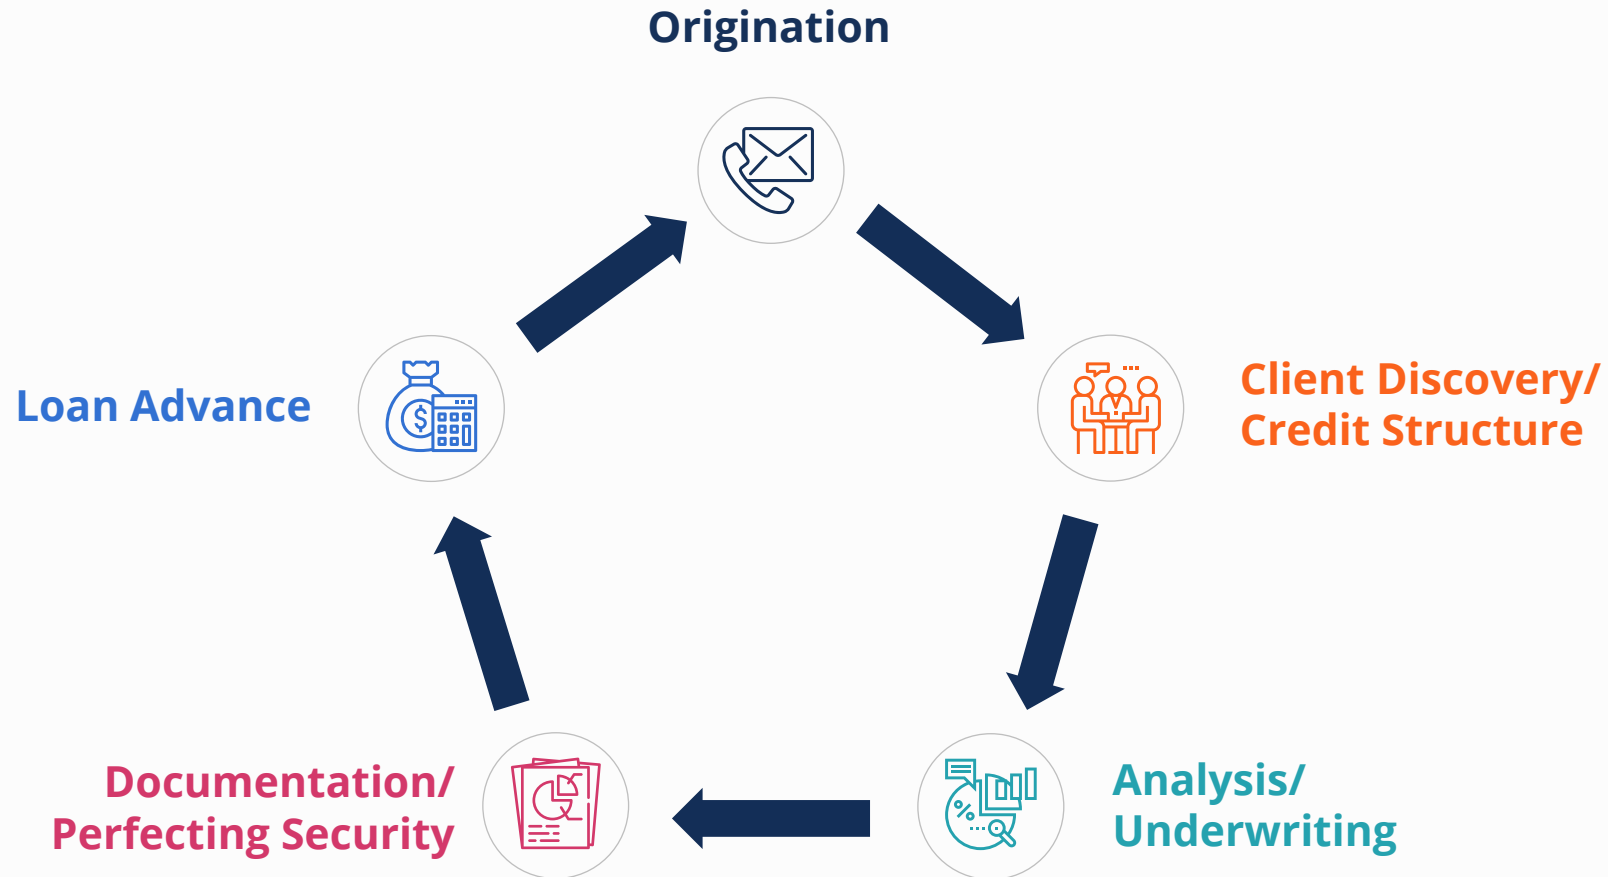 Origination
Client Discovery/
Credit Structure
Analysis/
Underwriting
Documentation/
Perfecting Security
Loan Advance
$
%